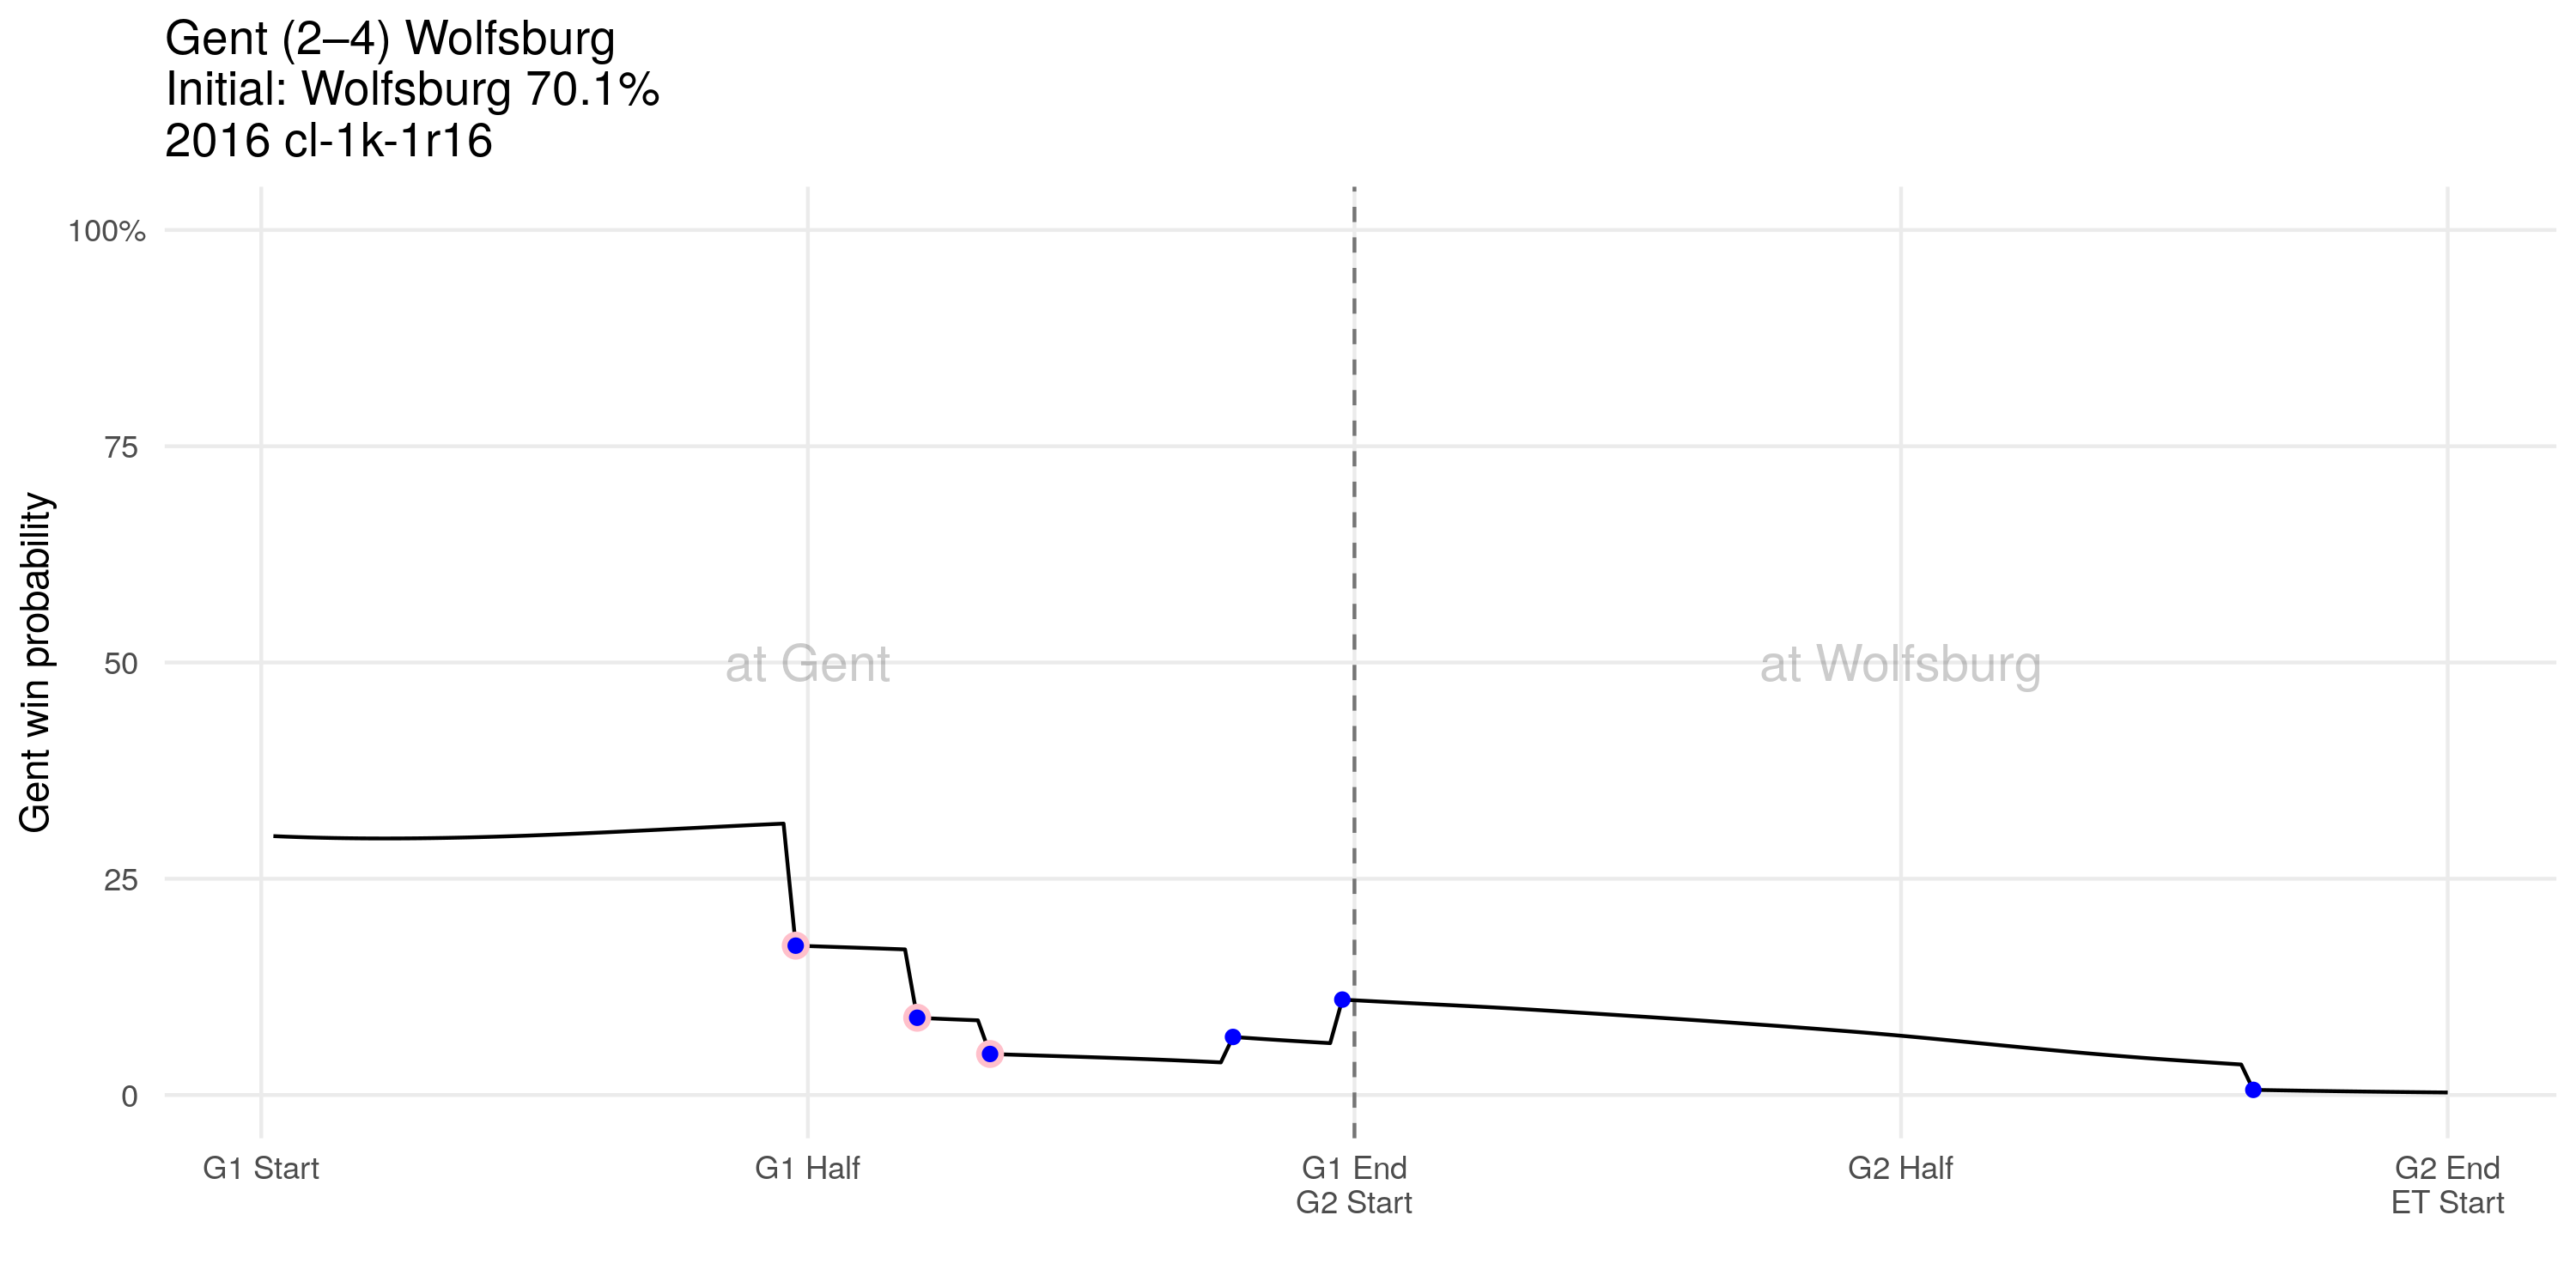 Gent (2–4) Wolfsburg
Initial: Wolfsburg 70.1%
2016 cl-1k-1r16
Gent win probability
100%
75
50
25
0
at Gent
at Wolfsburg
G1 Start
G1 Half
G1 End
G2 Start
G2 Half
G2 End
ET Start